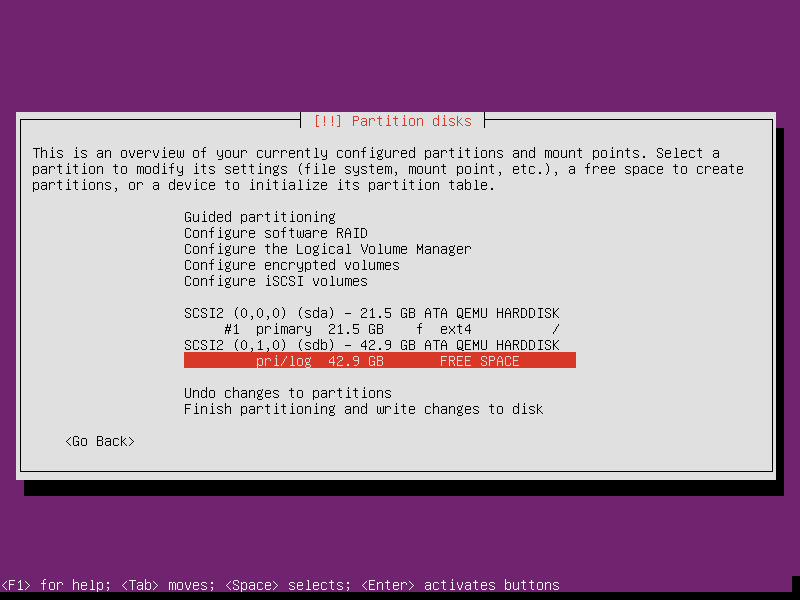 [!!] Partition disks
This is an overview of your currently configured partitions and mount points. Select a
partition to modify its settings (file system, mount point, etc.), a free space to create
partitions, or a device to initialize its partition table.
Guided partitioning
Configure software RAID
Configure the Logical Volume Manager
Configure encrypted volumes
Configure iSCSI volumes
SCSI2 (0,0,0) (sda) - 21.5 GB ATA QEMU HARDDISK
#1 primary 21.5 GB f ext4 /
SCSI2 (0,1,0) (sdb) - 42.9 GB ATA QEMU HARDDISK
pri/log 42.9 GB FREE SPACE
Undo changes to partitions
Finish partitioning and write changes to disk
<Go Back>
<F1> for help; <Tab> moves; <Space> selects; <Enter> activates buttons